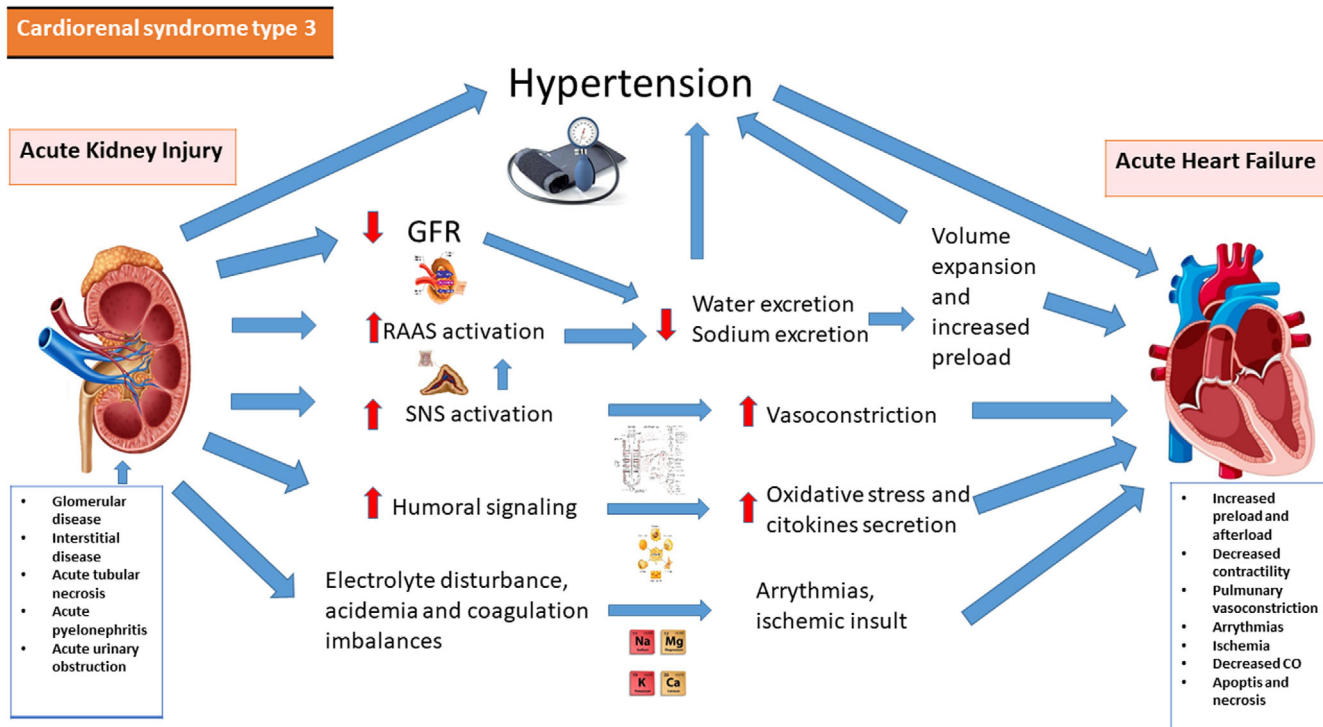 Cardiorenal syndrome type 3
Hypertension
Acute Kidney Injury
Acute Heart Failure
GFR
RAAS activation
SNS activation
Humoral signaling
Electrolyte disturbance,
acidemia and coagulation
imbalances
Water excretion
Sodium excretion
Volume
expansion
and
increased
preload
Vasoconstriction
Oxidative stress and
citokines secretion
Arrythmias,
ischemic insult
Na
Mg
K
Ca
• Glomerular
disease
• Interstitial
disease
• Acute tubular
necrosis
• Acute
pyelonephritis
• Acute urinary
obstruction
• Increased
preload and
afterload
• Decreased
contractility
• Pulmunary
vasoconstriction
• Arrythmias
• Ischemia
• Decreased CO
• Apoptis and
necrosis